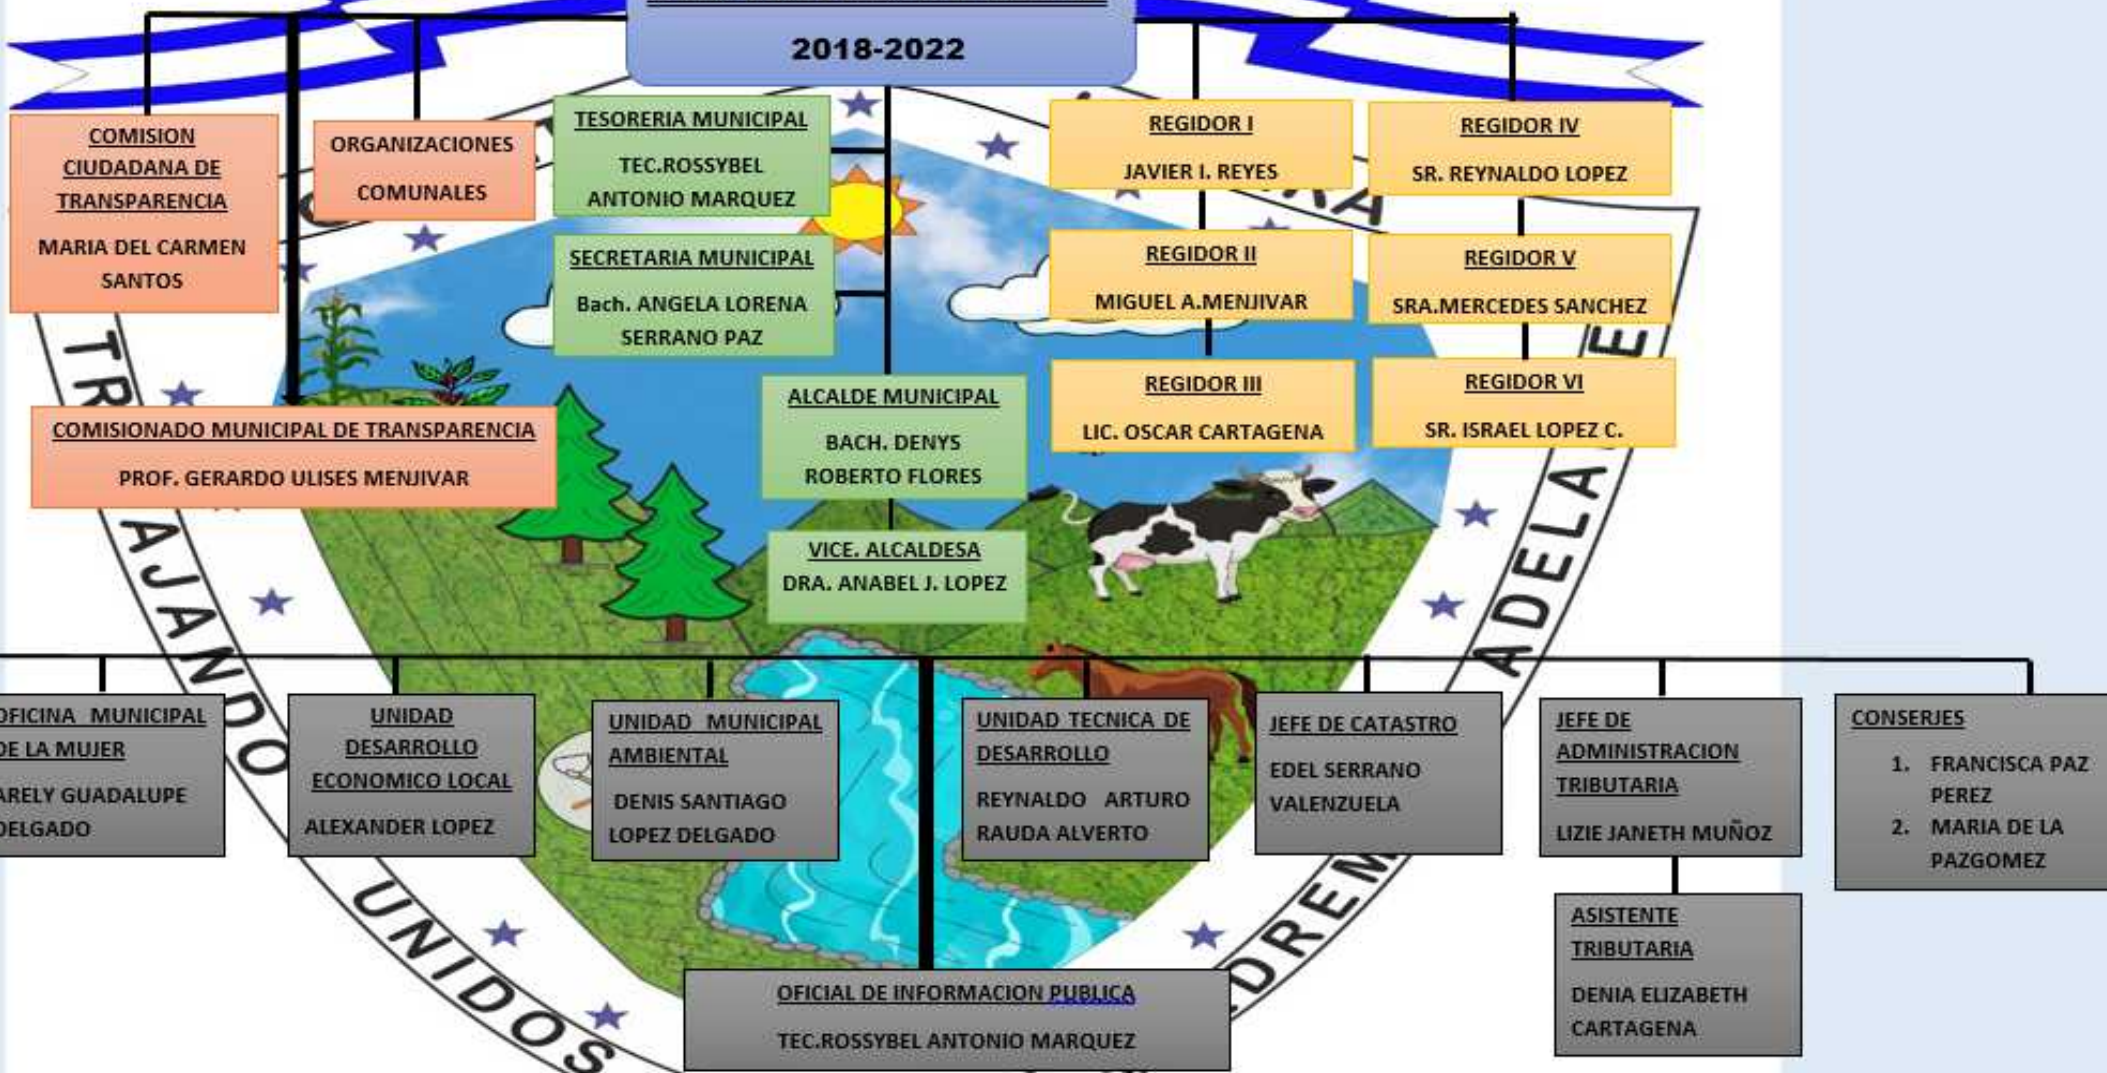 2018-2022
COMISION
CIUDADANA DE
TRANSPARENCIA
MARIA DEL CARMEN
SANTOS
ORGANIZACIONES
COMUNALES
TESORERIA MUNICIPAL
TEC.ROSSYBEL
ANTONIO MARQUEZ
SECRETARIA MUNICIPAL
Bach. ANGELA LORENA
SERRANO PAZ
REGIDOR I
JAVIER I. REYES
REGIDOR II
MIGUEL A.MENJIVAR
REGIDOR III
LIC. OSCAR CARTAGENA
REGIDOR IV
SR. REYNALDO LOPEZ
REGIDOR V
SRA.MERCEDES SANCHEZ
REGIDOR VI
SR. ISRAEL LOPEZ C.
COMISIONADO MUNICIPAL DE TRANSPARENCIA
PROF. GERARDO ULISES MENJIVAR
ALCALDE MUNICIPAL
BACH. DENYS
ROBERTO FLORES
VICE. ALCALDESA
DRA. ANABEL J. LOPEZ
OFICINA MUNICIPAL
DE LA MUJER
ARELY GUADALUPE
DELGADO
UNIDAD
DESARROLLO
ECONOMICO LOCAL
ALEXANDER LOPEZ
UNIDAD MUNICIPAL
AMBIENTAL
DENIS SANTIAGO
LOPEZ DELGADO
UNIDAD TECNICA DE
DESARROLLO
REYNALDO ARTURO
RAUDA ALVERTO
JEFE DE CATASTRO
EDEL SERRANO
VALENZUELA
JEFE DE
ADMINISTRACION
TRIBUTARIA
LIZIE JANETH MUÑOZ
CONSERJES
1. FRANCISCA PAZ
PEREZ
2. MARIA DE LA
PAZGOMEZ
ASISTENTE
TRIBUTARIA
DENIA ELIZABETH
CARTAGENA
OFICIAL DE INFORMACION PUBLICA
TEC.ROSSYBEL ANTONIO MARQUEZ
TR AJANDO UNIDOS
DREM ADELA E